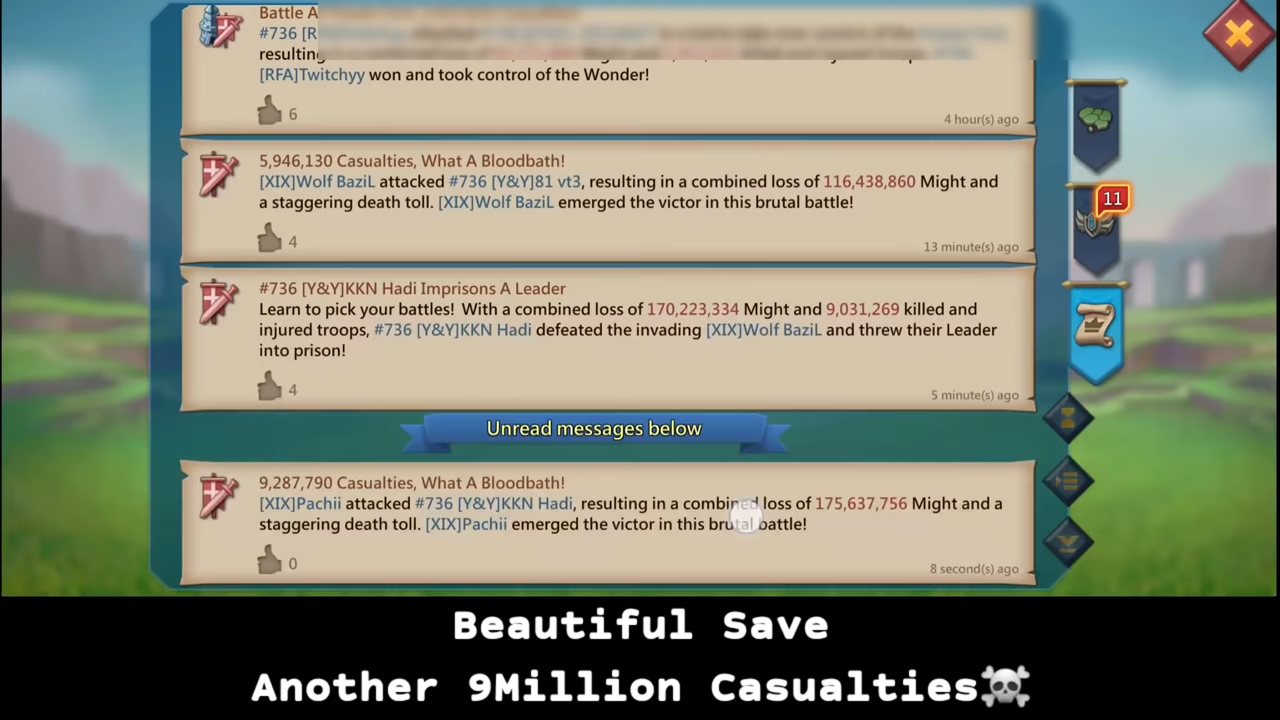 Battle A
#736 [R
resulting
[RFA]Twitchyy won and took control of the Wonder!
6
4 hour(s) ago
5,946,130 Casualties, What A Bloodbath!
[XIX]Wolf BaziL attacked #736 [Y&Y]81 vt3, resulting in a combined loss of 116,438,860 Might and
a staggering death toll. [XIX]Wolf BaziL emerged the victor in this brutal battle!
4
13 minute(s) ago
11
#736 [Y&Y]KKN Hadi Imprisons A Leader
Learn to pick your battles! With a combined loss of 170,223,334 Might and 9,031,269 killed and
injured troops, #736 [Y&Y]KKN Hadi defeated the invading [XIX]Wolf BaziL and threw their Leader
into prison!
4
5 minute(s) ago
Unread messages below
9,287,790 Casualties, What A Bloodbath!
[XIX]Pachii attacked #736 [Y&Y]KKN Hadi, resulting in a combined loss of 175,637,756 Might and a
staggering death toll. [XIX]Pachii emerged the victor in this brutal battle!
0
8 second(s) ago
Beautiful Save
Another 9Million Casualties☠️